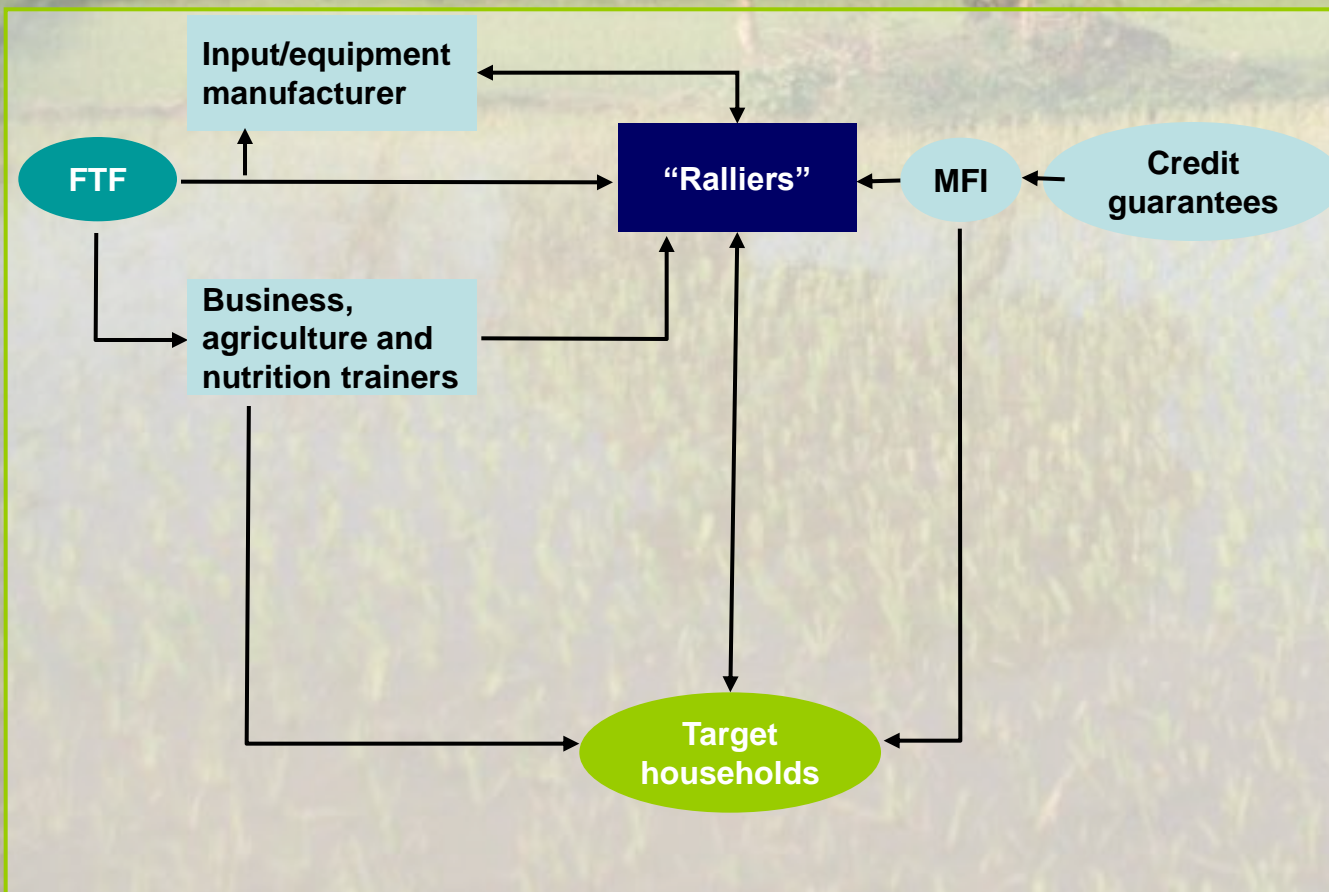 Input/equipment
manufacturer
FTF
“Ralliers”
MFI
Credit
guarantees
Business,
agriculture and
nutrition trainers
Target
households